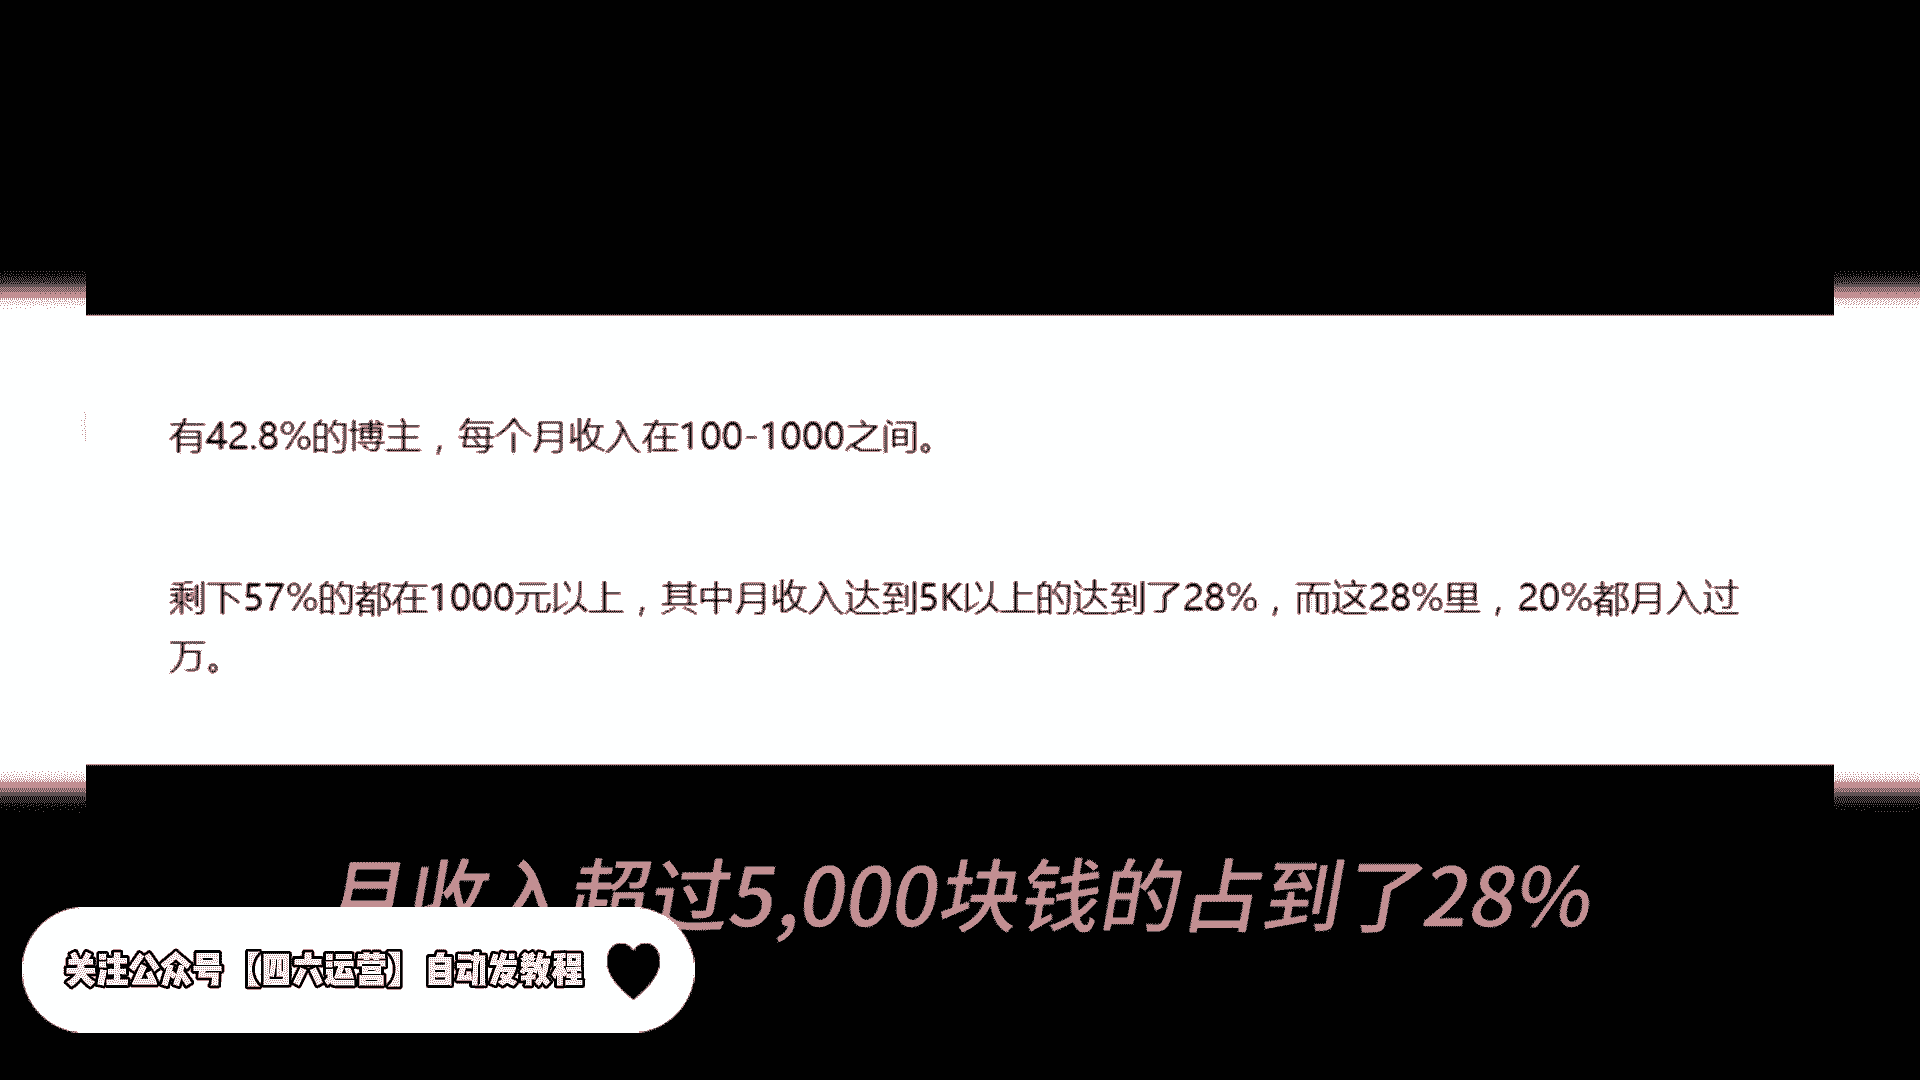 有42.8%的博主，每个月收入在100-1000之间。
剩下57%的都在1000元以上，其中月收入达到5K以上的达到了28%，而这28%里，20%都月入过
万。
月收入超过5,000块钱的占到了28%
关注公众号【四六运营】自动发教程